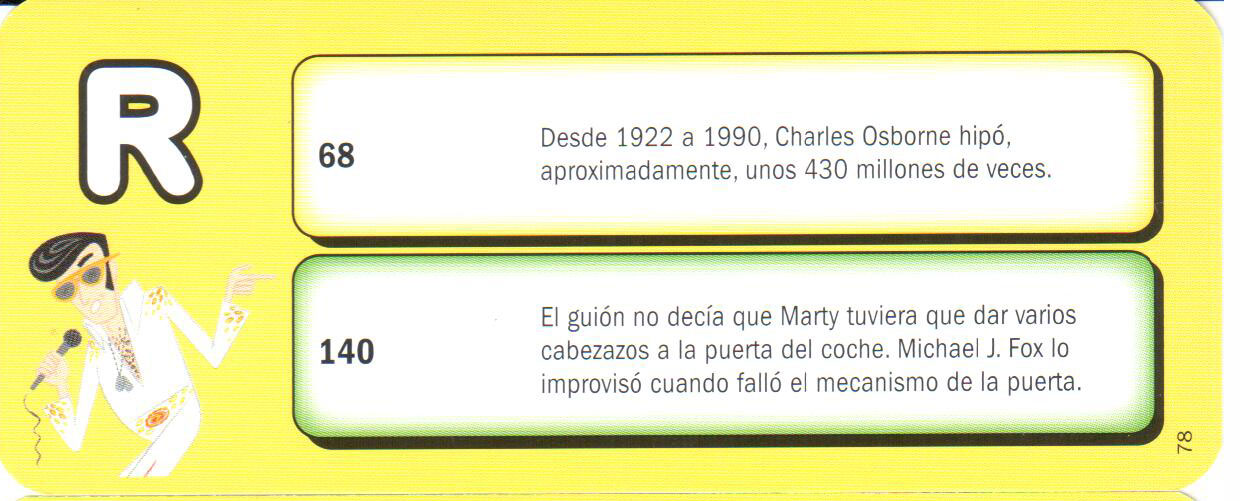 R
68
Desde 1922 a 1990, Charles Osborne hipó,
aproximadamente, unos 430 millones de veces.
140
El guión no decía que Marty tuviera que dar varios
cabezazos a la puerta del coche. Michael J. Fox lo
improvisó cuando falló el mecanismo de la puerta.
78